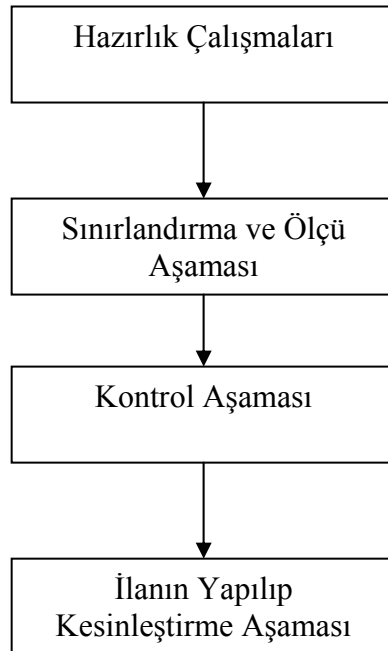 Hazırlık Çalışmaları
Sınırlandırma ve Ölçü
Aşaması
Kontrol Aşaması
İlanın Yapılıp
Kesinleştirme Aşaması